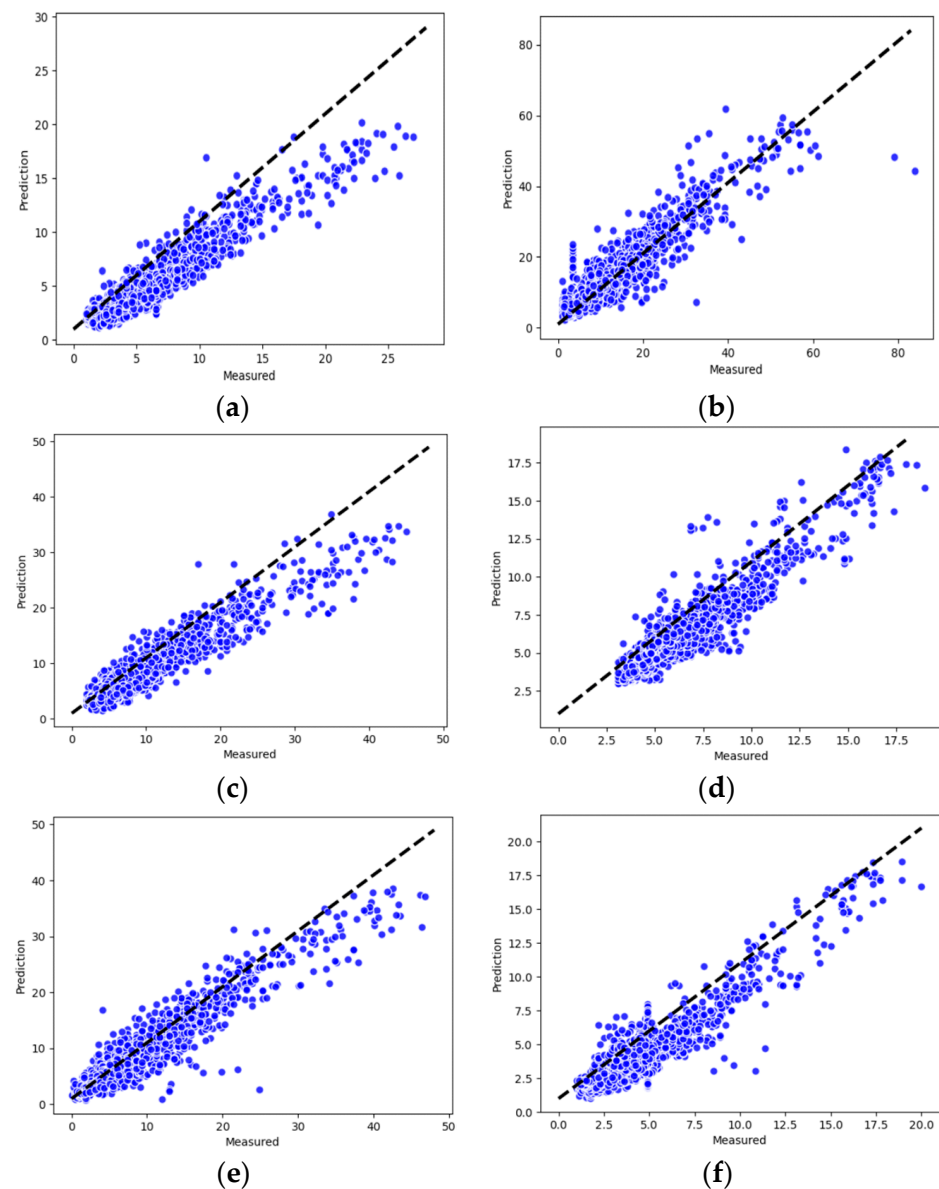 30
25
20
15
10
5
0
Prediction
0 5 10 15 20 25
Measured
(a)
80
60
40
20
0
Prediction
0 20 40 60 80
Measured
(b)
50
40
30
20
10
0
Prediction
0 10 20 30 40 50
Measured
(c)
17.5
15.0
12.5
10.0
7.5
5.0
2.5
Prediction
0.0 2.5 5.0 7.5 10.0 12.5 15.0 17.5
Measured
(d)
50
40
30
20
10
0
Prediction
0 10 20 30 40 50
Measured
(e)
20.0
17.5
15.0
12.5
10.0
7.5
5.0
2.5
0.0
Prediction
0.0 2.5 5.0 7.5 10.0 12.5 15.0 17.5 20.0
Measured
(f)